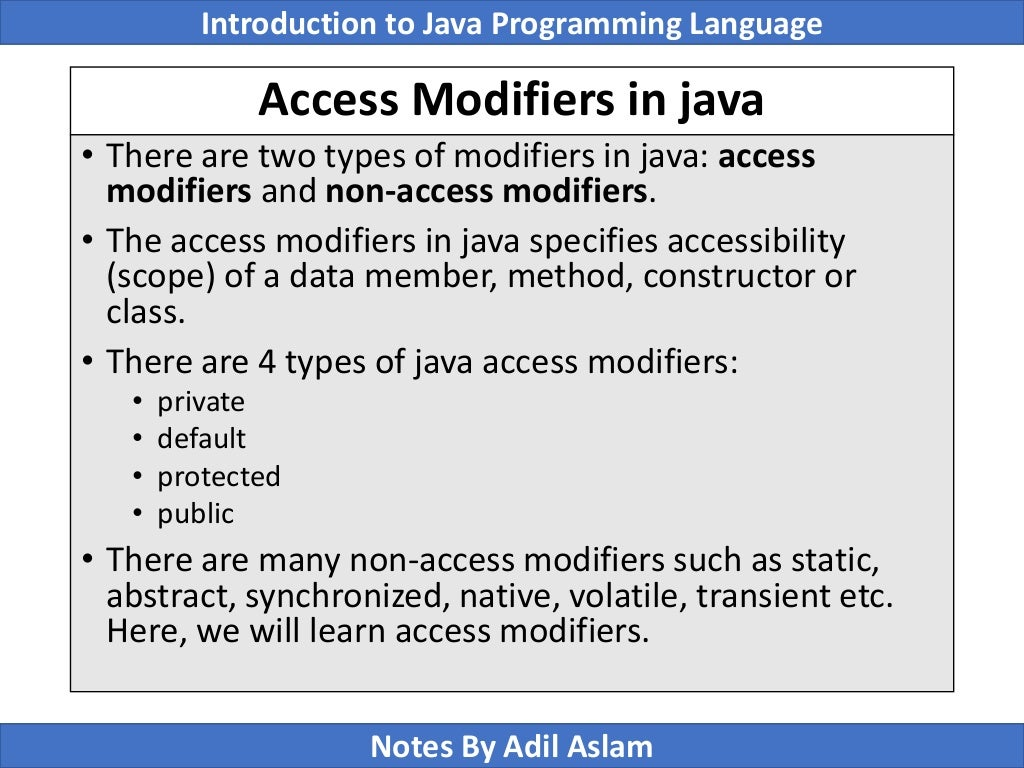 Introduction to Java Programming Language
Access Modifiers in java
• There are two types of modifiers in java: access
modifiers and non-access modifiers.
• The access modifiers in java specifies accessibility
(scope) of a data member, method, constructor or
class.
• There are 4 types of java access modifiers:
• private
• default
• protected
• public
• There are many non-access modifiers such as static,
abstract, synchronized, native, volatile, transient etc.
Here, we will learn access modifiers.
Notes By Adil Aslam